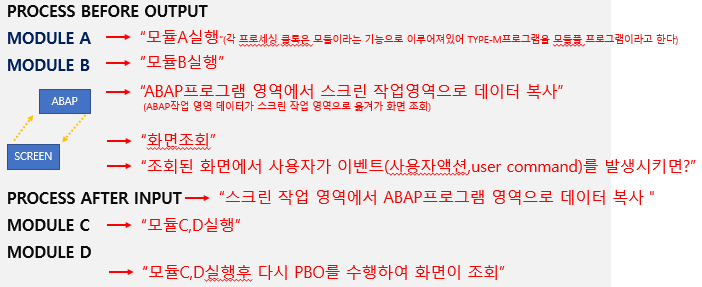 PROCESS BEFORE OUTPUT
MODULE A → "모듈A실행"(각 프로세싱 블록은 모듈이라는 기능으로 이루어져있어 TYPE-M프로그램을 모듈풀 프로그램이라고 한다)
MODULE B → "모듈B실행"
ABAP → "ABAP프로그램 영역에서 스크린 작업영역으로 데이터 복사"
(ABAP작업 영역 데이터가 스크린 작업 영역으로 옮겨가 화면 조회)
→ "화면조회"
SCREEN → "조회된 화면에서 사용자가 이벤트(사용자액션,user command)를 발생시키면?"
PROCESS AFTER INPUT → "스크린 작업 영역에서 ABAP프로그램 영역으로 데이터 복사 "
MODULE C → "모듈C,D실행"
MODULE D
→ "모듈C,D실행후 다시 PBO를 수행하여 화면이 조회"